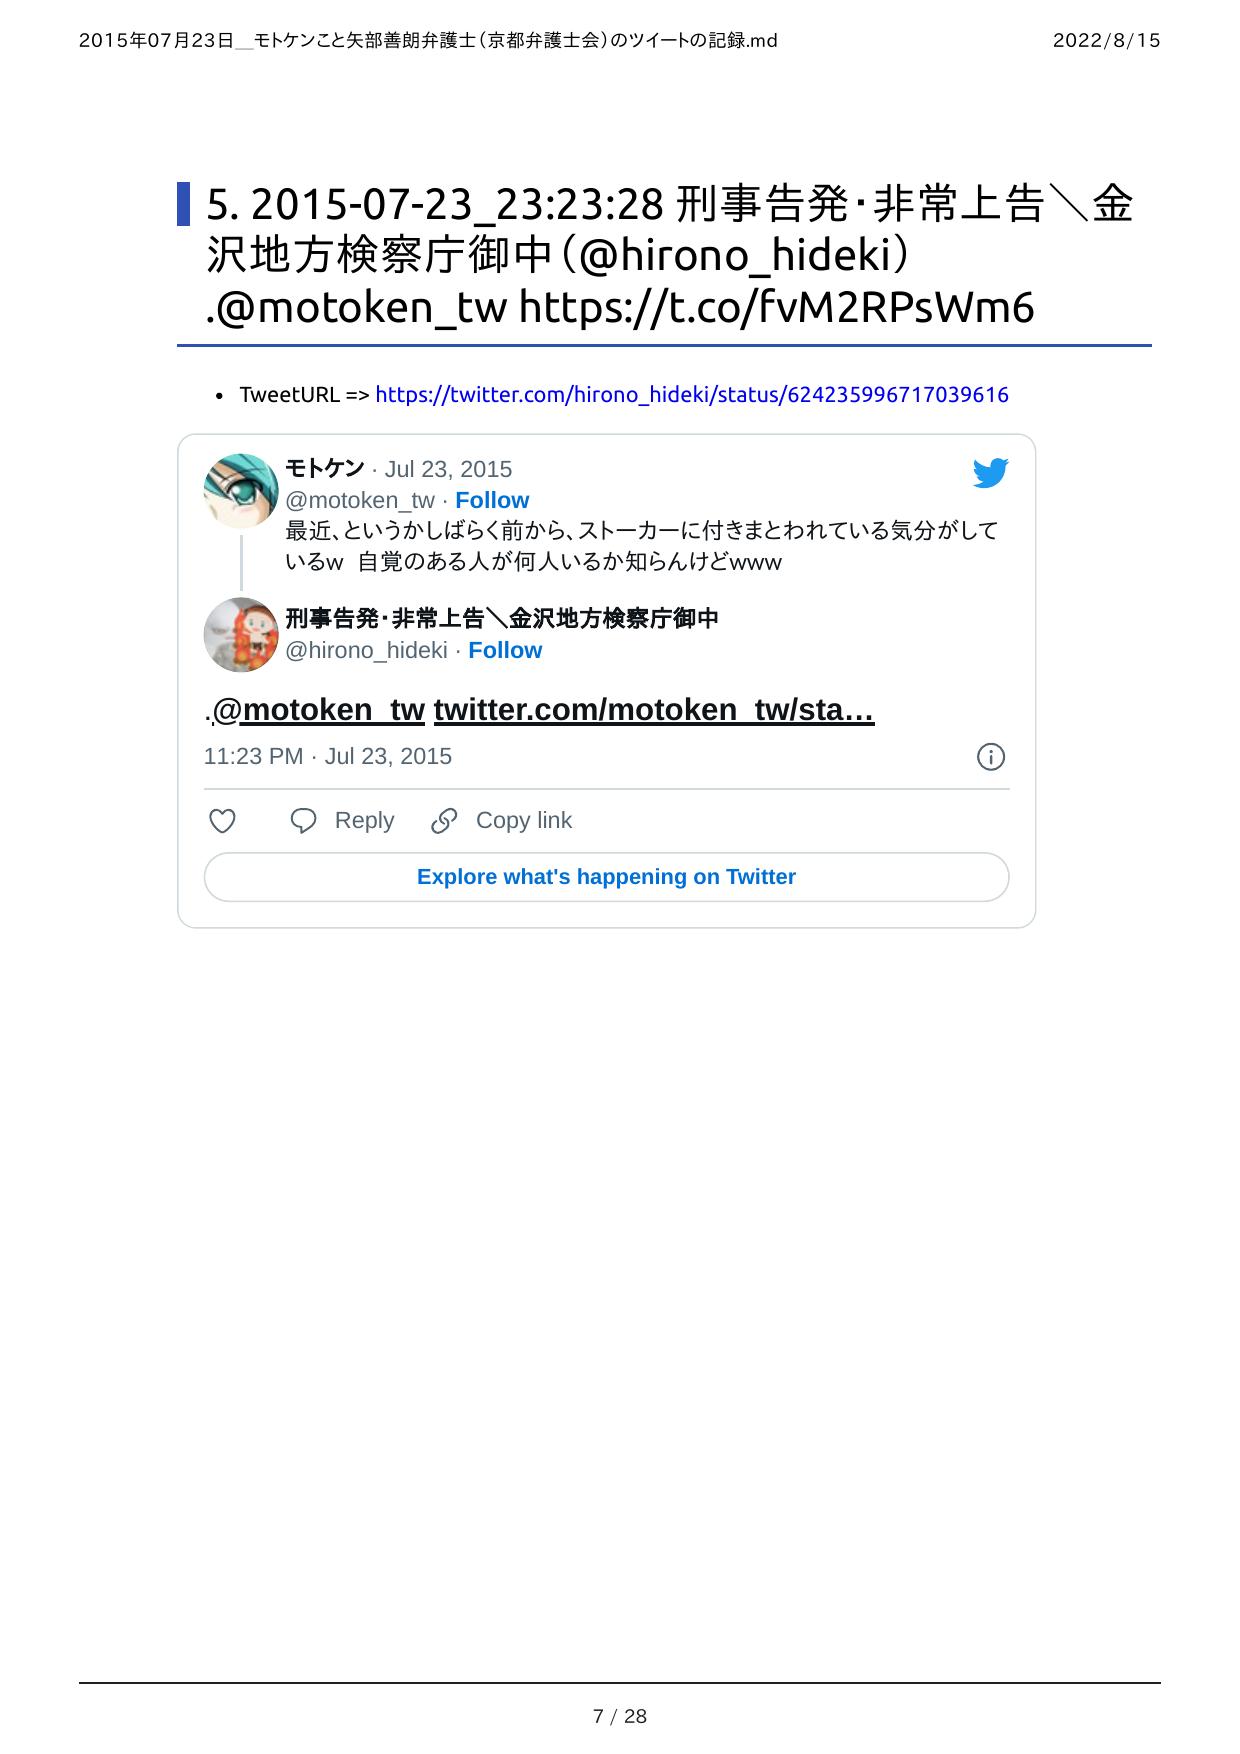 2015年07月23日__モトケンこと矢部善朗弁護士（京都弁護士会）のツイートの記録.md 2022/8/15
5. 2015-07-23_23:23:28 刑事告発・非常上告＼金
沢地方検察庁御中（@hirono_hideki）
.@motoken_tw https://t.co/fvM2RPsWm6
• TweetURL => https://twitter.com/hirono_hideki/status/624235996717039616
モトケン · Jul 23, 2015
@motoken_tw · Follow
最近、というかしばらく前から、ストーカーに付きまとわれている気分がして
いるw 自覚のある人が何人いるか知らんけどwww
刑事告発・非常上告＼金沢地方検察庁御中
@hirono_hideki · Follow
.@motoken_tw twitter.com/motoken_tw/sta…
11:23 PM · Jul 23, 2015
Reply Copy link
Explore what's happening on Twitter
7 / 28